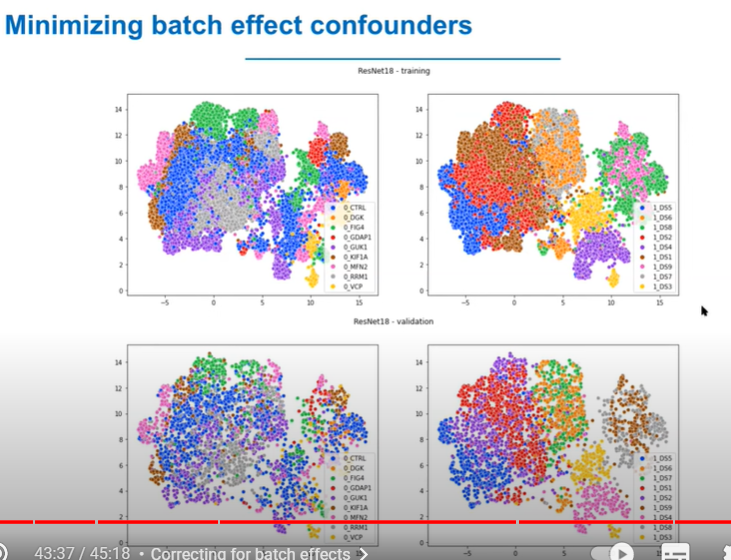 Minimizing batch effect confounders
ResNet18 - training
14
12
10
8
6
4
2
0
−5
0
5
10
15
0_CTRL
0_DGK
0_FIG4
0_GDAP1
0_GUK1
0_KIF1A
0_MFN2
0_RRM1
0_VCP
14
12
10
8
6
4
2
0
−5
0
5
10
15
1_DS5
1_DS6
1_DS8
1_DS2
1_DS4
1_DS1
1_DS9
1_DS7
1_DS3
ResNet18 - validation
14
12
10
8
6
4
2
0
0_CTRL
0_DGK
0_FIG4
0_GDAP1
0_GUK1
0_KIF1A
0_MFN2
0_RRM1
0_VCP
14
12
10
8
6
4
2
0
1_DS5
1_DS6
1_DS7
1_DS1
1_DS2
1_DS9
1_DS4
1_DS8
1_DS3
43:37 / 45:18 • Correcting for batch effects